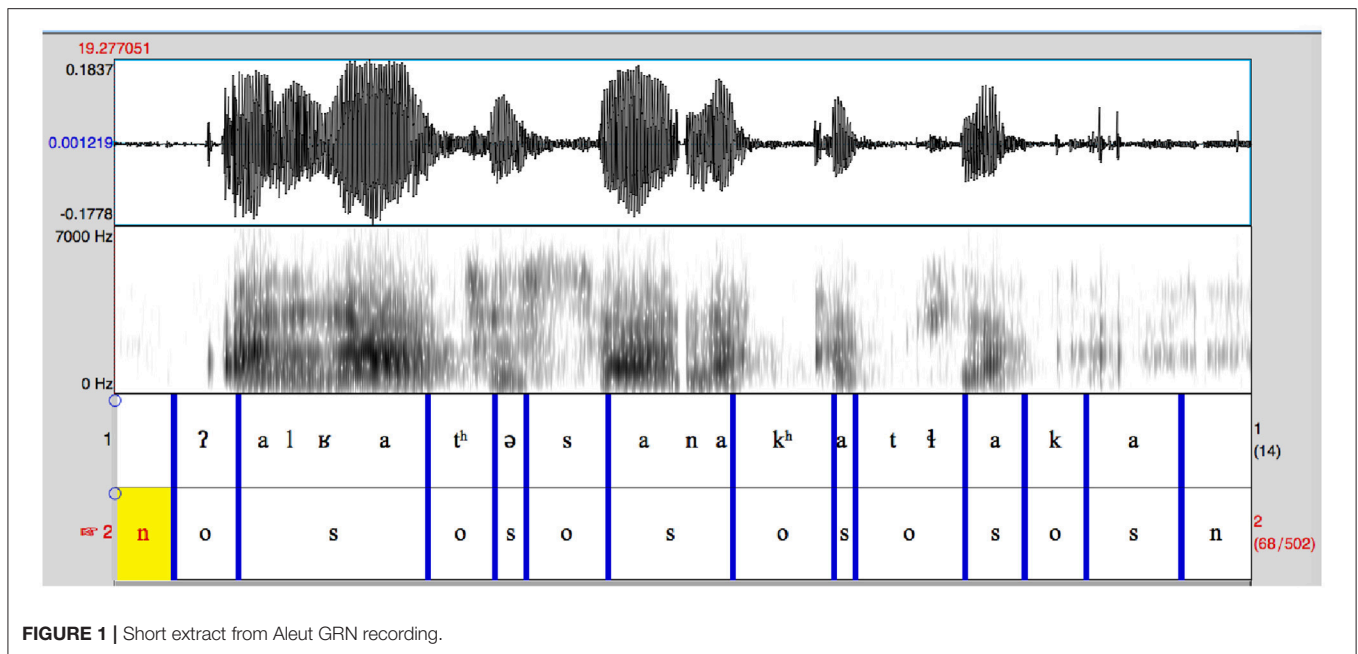 19.277051
0.1837
0.001219
-0.1778
7000 Hz
0 Hz
1 ʔ a l ʁ a tʰ ə s a n a kʰ a t ɬ a k a 1
(14)
☞ 2 n o s o s o s o s o s o s n 2
(68/502)
FIGURE 1 | Short extract from Aleut GRN recording.